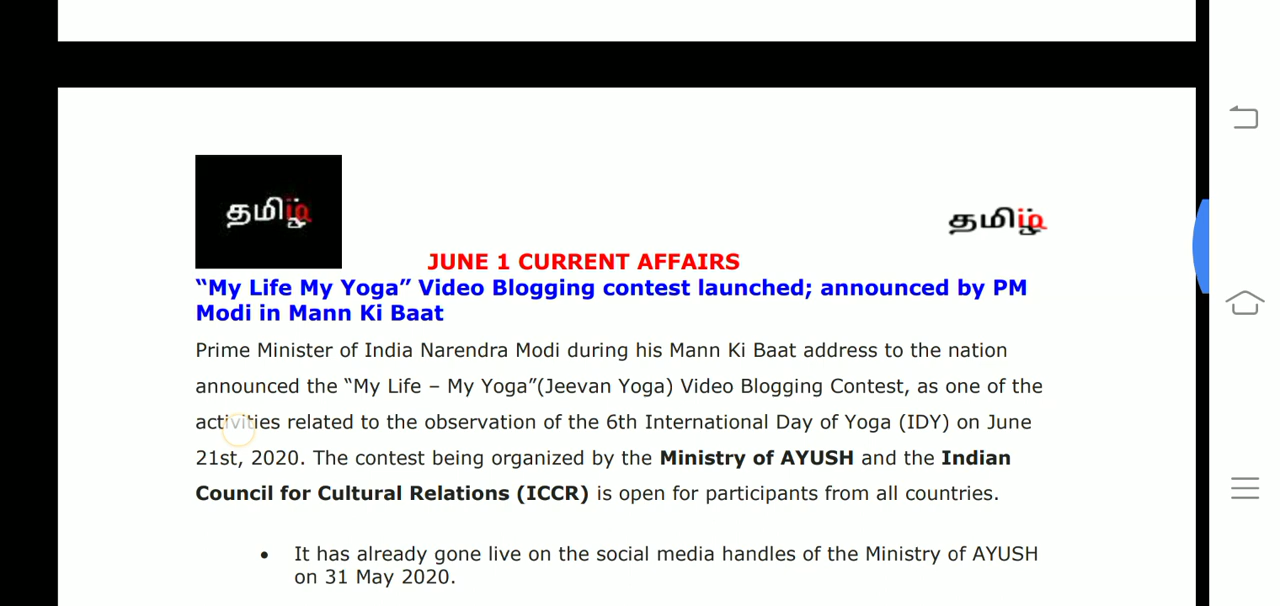 தமிழ்
தமிழ்
JUNE 1 CURRENT AFFAIRS
“My Life My Yoga” Video Blogging contest launched; announced by PM
Modi in Mann Ki Baat
Prime Minister of India Narendra Modi during his Mann Ki Baat address to the nation
announced the “My Life – My Yoga”(Jeevan Yoga) Video Blogging Contest, as one of the
activities related to the observation of the 6th International Day of Yoga (IDY) on June
21st, 2020. The contest being organized by the Ministry of AYUSH and the Indian
Council for Cultural Relations (ICCR) is open for participants from all countries.
• It has already gone live on the social media handles of the Ministry of AYUSH
on 31 May 2020.